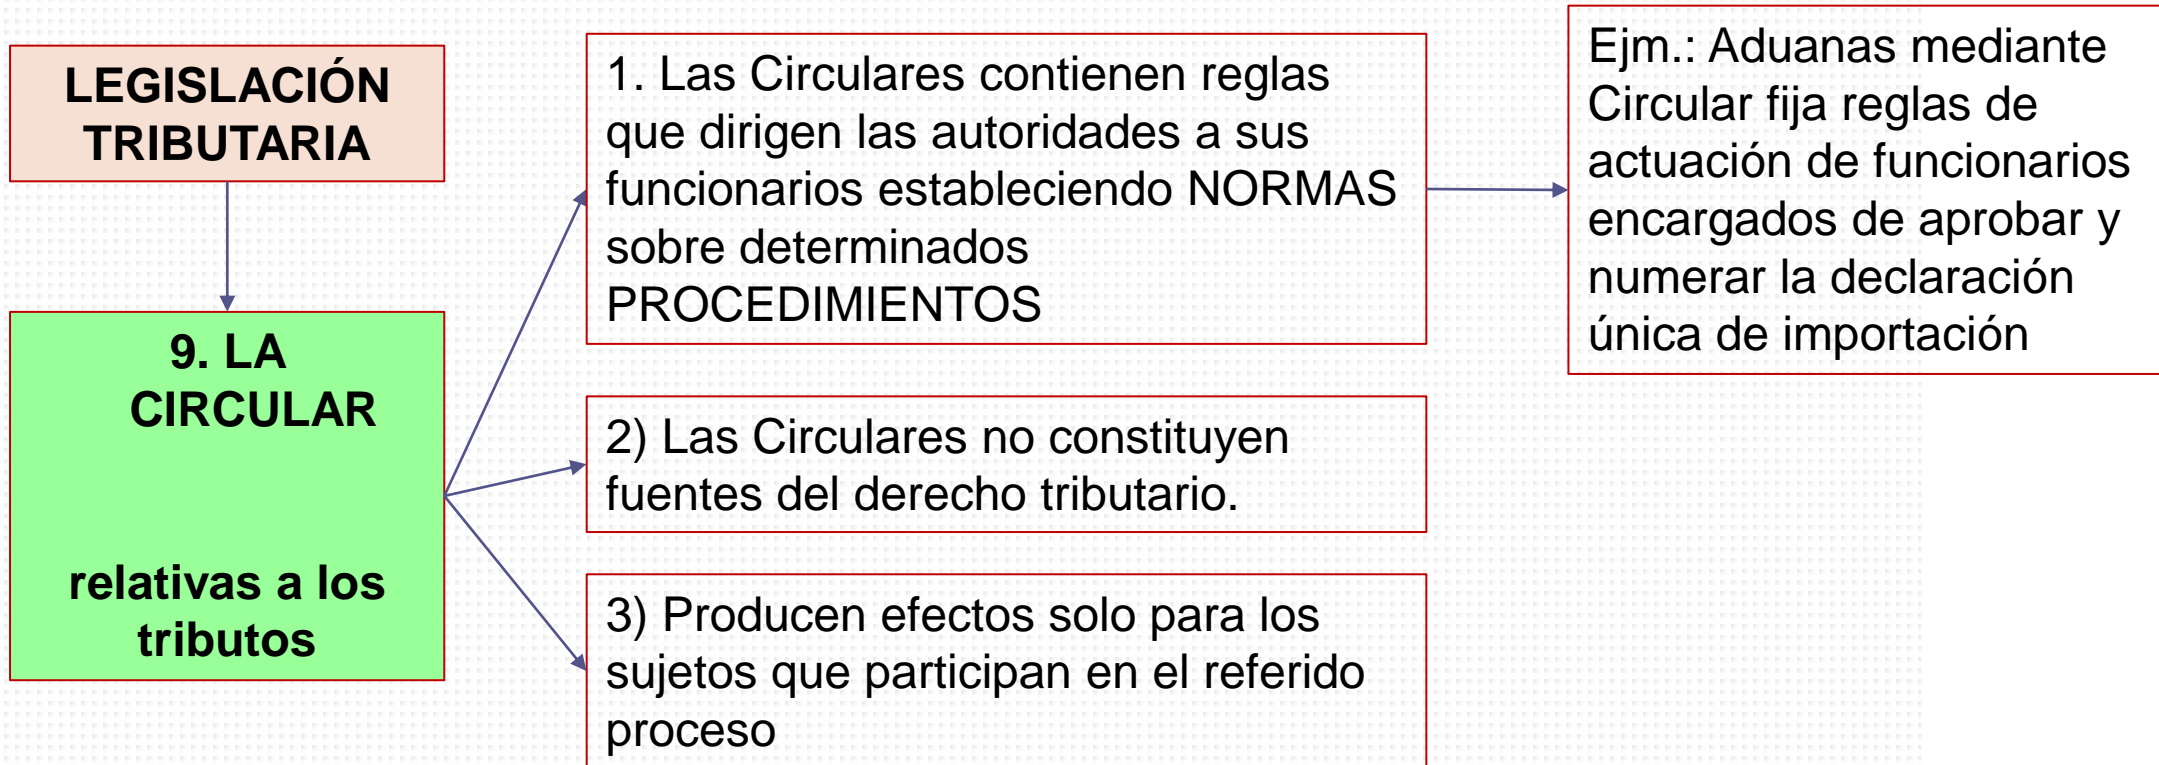 LEGISLACIÓN
TRIBUTARIA
9. LA
CIRCULAR
relativas a los
tributos
1. Las Circulares contienen reglas
que dirigen las autoridades a sus
funcionarios estableciendo NORMAS
sobre determinados
PROCEDIMIENTOS
Ejm.: Aduanas mediante
Circular fija reglas de
actuación de funcionarios
encargados de aprobar y
numerar la declaración
única de importación
2) Las Circulares no constituyen
fuentes del derecho tributario.
3) Producen efectos solo para los
sujetos que participan en el referido
proceso